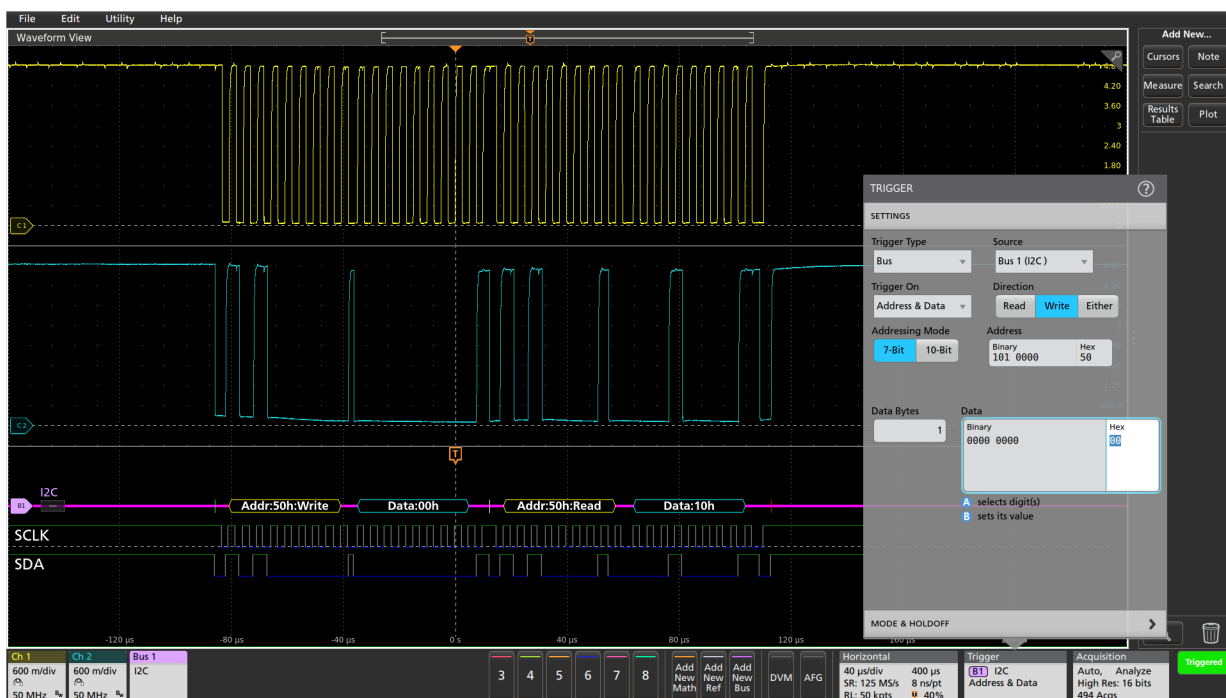 File Edit Utility Help
Waveform View
Add New...
Cursors Note
Measure Search
Results Table Plot
4.20
3.60
3
2.40
1.80
C1
C2
T
TRIGGER ?
SETTINGS
Trigger Type Source
Bus Bus 1 (I2C )
Trigger On Direction
Address & Data Read Write Either
Addressing Mode Address
7-Bit 10-Bit Binary Hex
101 0000 50
Data Bytes Data
1 Binary Hex
0000 0000 00
A selects digit(s)
B sets its value
MODE & HOLDOFF
I2C
B1 Addr:50h:Write Data:00h Addr:50h:Read Data:10h
SCLK
SDA
-120 µs -80 µs -40 µs 0 s 40 µs 80 µs 120 µs
Ch 1 Ch 2 Bus 1
600 m/div 600 m/div I2C
50 MHz Bw 50 MHz Bw
3 4 5 6 7 8
Add New Math Add New Ref Add New Bus DVM AFG
Horizontal
40 µs/div 400 µs
SR: 125 MS/s 8 ns/pt
RL: 50 kpts 40%
Trigger
B1 I2C
Address & Data
Acquisition
Auto, Analyze
High Res: 16 bits
494 Acqs
Triggered